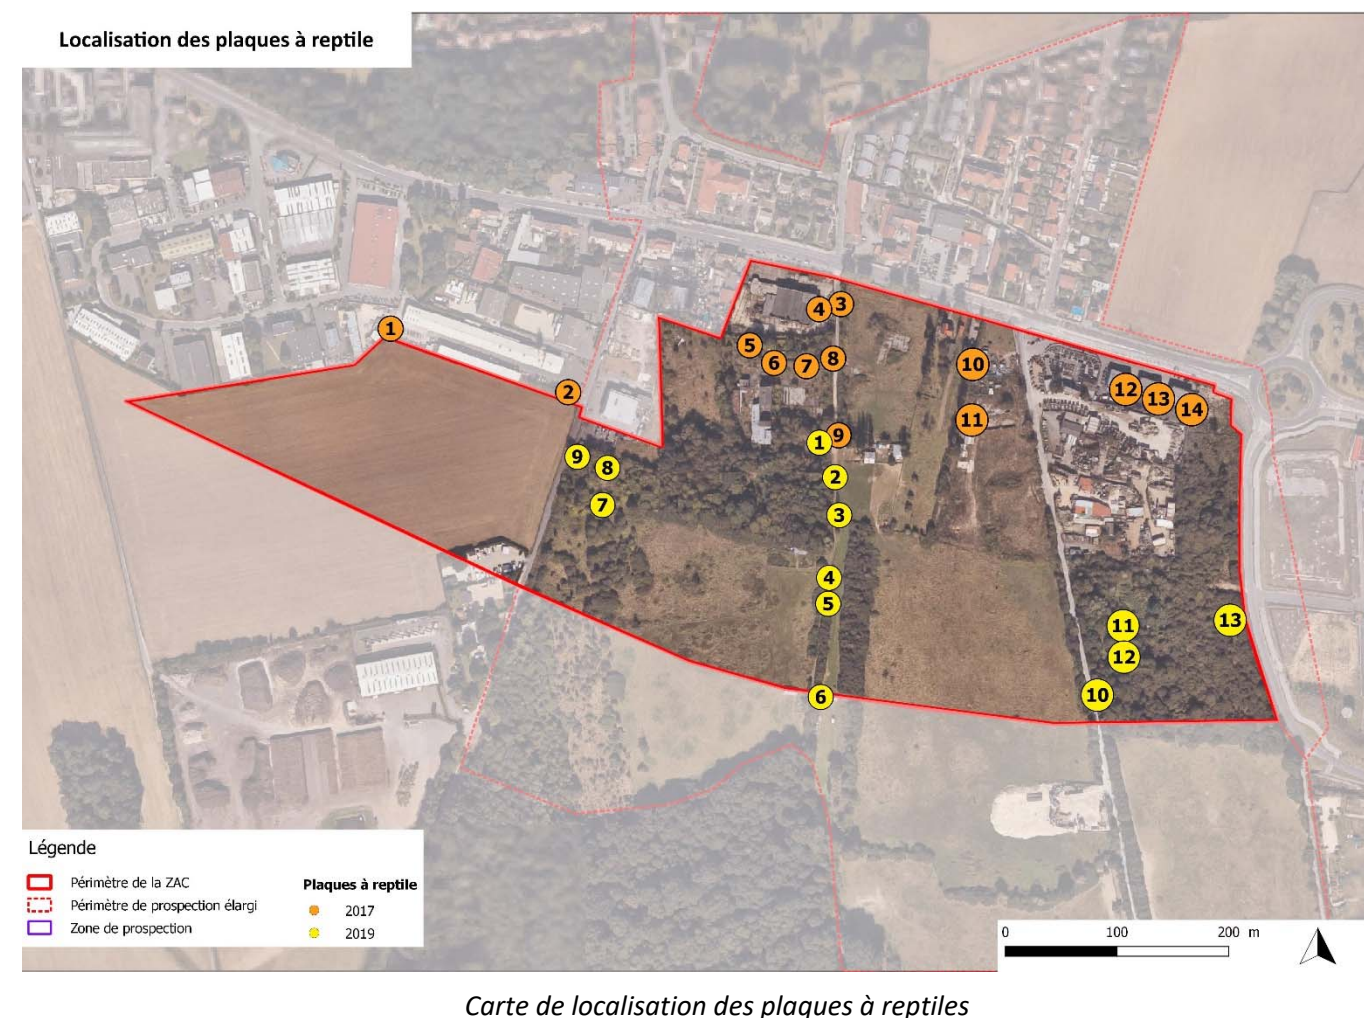 Localisation des plaques à reptile
4 3
1
5
6 7 8
10
2
12 13 14
11
1 9
9 8
2
7
3
4
5
13
11
12
6
10
Légende
Périmètre de la ZAC
Périmètre de prospection élargi
Zone de prospection
Plaques à reptile
2017
2019
0 100 200 m
Carte de localisation des plaques à reptiles